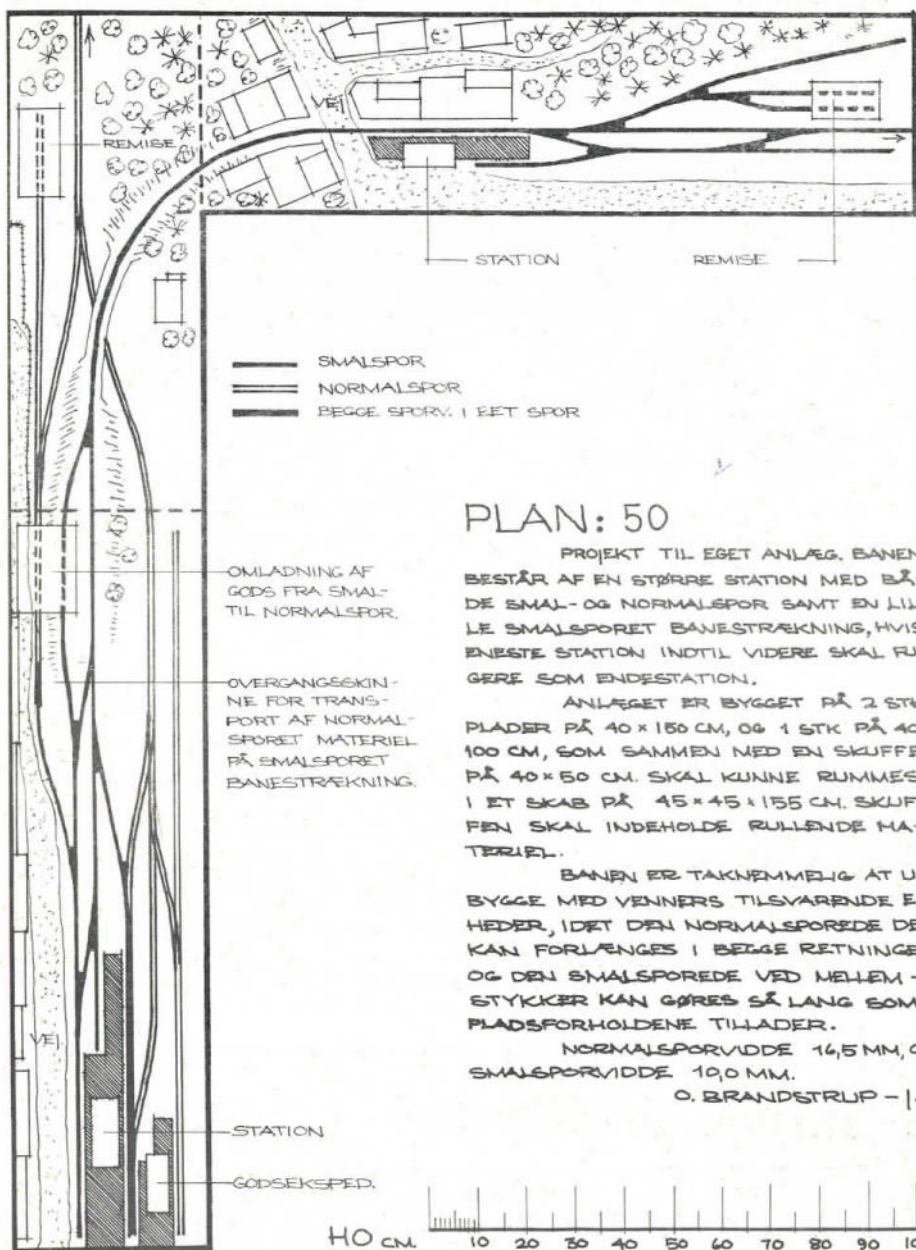 VEJ
REMISE
STATION
REMISE
SMALSPOR
NORMALSPOR
BEGGE SPORV. I EET SPOR
OMLADNING AF
GODS FRA SMAL-
TIL NORMALSPOR.
OVERGANGSSKIN-
NE FOR TRANS-
PORT AF NORMAL-
SPORET MATERIEL
PÅ SMALSPORET
BANESTRÆKNING.
PLAN: 50
PROJEKT TIL EGET ANLÆG. BANEN
BESTÅR AF EN STØRRE STATION MED BÅ-
DE SMAL- OG NORMALSPOR SAMT EN LIL-
LE SMALSPORET BANESTRÆKNING, HVIS
ENESTE STATION INDTIL VIDERE SKAL FU
GERE SOM ENDESTATION.
ANLÆGET ER BYGGET PÅ 2 STK
PLADER PÅ 40 × 150 CM, OG 1 STK PÅ 40
100 CM, SOM SAMMEN MED EN SKUFFE
PÅ 40 × 50 CM. SKAL KUNNE RUMMES
I ET SKAB PÅ 45 × 45 × 155 CM. SKUF-
FEN SKAL INDEHOLDE RULLENDE MA-
TERIEL.
BANEN ER TAKNEMMELIG AT U
BYGGE MED VENNERS TILSVARENDE E
HEDER, IDET DEN NORMALSPOREDE DE
KAN FORLÆNGES I BEGGE RETNINGE
OG DEN SMALSPOREDE VED MELLEM-
STYKKER KAN GØRES SÅ LANG SOM
PLADSFORHOLDENE TILLADER.
NORMALSPORVIDDE 16,5 MM, O
SMALSPORVIDDE 10,0 MM.
O. BRANDSTRUP -
VEJ
STATION
GODSEKSPED.
HO CM. 10 20 30 40 50 60 70 80 90 10